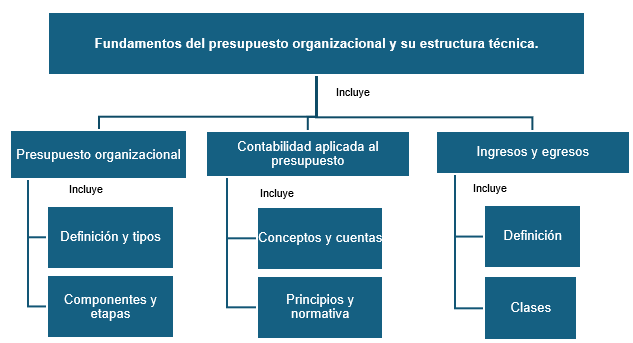 Fundamentos del presupuesto organizacional y su estructura técnica.
Incluye
Presupuesto organizacional
Incluye
Definición y tipos
Componentes y
etapas
Contabilidad aplicada al
presupuesto
Incluye
Conceptos y cuentas
Principios y
normativa
Ingresos y egresos
Incluye
Definición
Clases